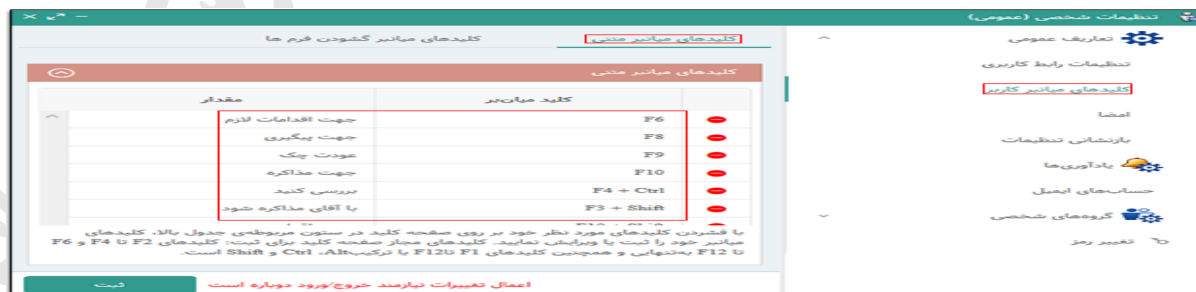 تنظیمات شخصی (عمومی)
تعاریف عمومی
تنظیمات رابط کاربری
کلیدهای میانبر کاربر
امضا
بازنشانی تنظیمات
یادآوری‌ها
حساب‌های ایمیل
گروه‌های شخصی
تغییر رمز
کلیدهای میانبر متنی
کلیدهای میانبر گشودن فرم ها
کلیدهای میانبر متنی
کلید میان‌بر مقدار
F6 جهت اقدامات لازم
F8 جهت پیگیری
F9 عودت چک
F10 جهت مذاکره
F4 + Ctrl بررسی کنید
F3 + Shift با آقای مذاکره شود
با فشردن کلیدهای مورد نظر خود بر روی صفحه کلید در ستون مربوطه‌ی جدول بالا، کلیدهای
میانبر خود را ثبت یا ویرایش نمایید. کلیدهای مجاز صفحه کلید برای ثبت: کلیدهای F2 تا F4 و F6
تا F12 به‌تنهایی و همچنین کلیدهای F1 تا F12 با ترکیب Ctrl ،Alt و Shift است.
اعمال تغییرات نیازمند خروج/ورود دوباره است
ثبت